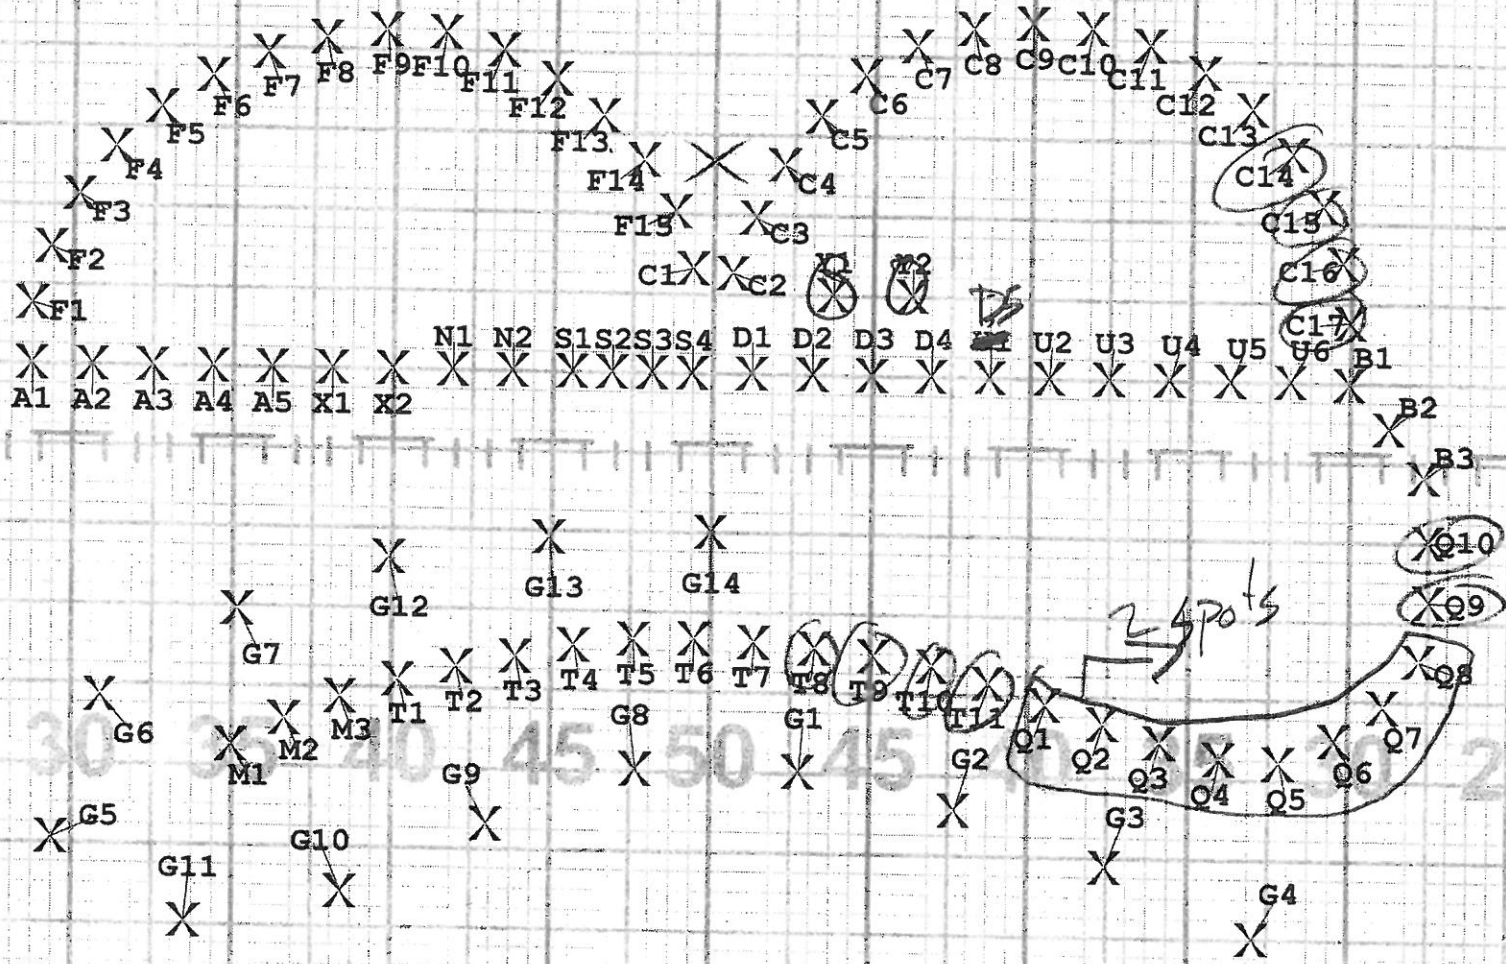 F6 F7 F8 F9 F10 F11 F12 C6 C7 C8 C9 C10 C11 C12
F5 F13 C5 C13
F4 F14 C4 C14
F3 F15 C3 C15
F2 C1 C2 Y1 Y2 C16
F1 D5 C17
N1 N2 S1 S2 S3 S4 D1 D2 D3 D4 U2 U3 U4 U5 U6 B1
A1 A2 A3 A4 A5 X1 X2 B2
B3
Q10
G12 G13 G14 2 spots Q9
G7
M3 T1 T2 T3 T4 T5 T6 T7 T8 T9 T10 T11 Q8
G6 M2 G8 G1 Q1 Q2 Q7
30 35 40 45 50 45 40 35 30 2
M1 G9 G2 Q3 Q4 Q5 Q6
G5 G10 G3
G11 G4